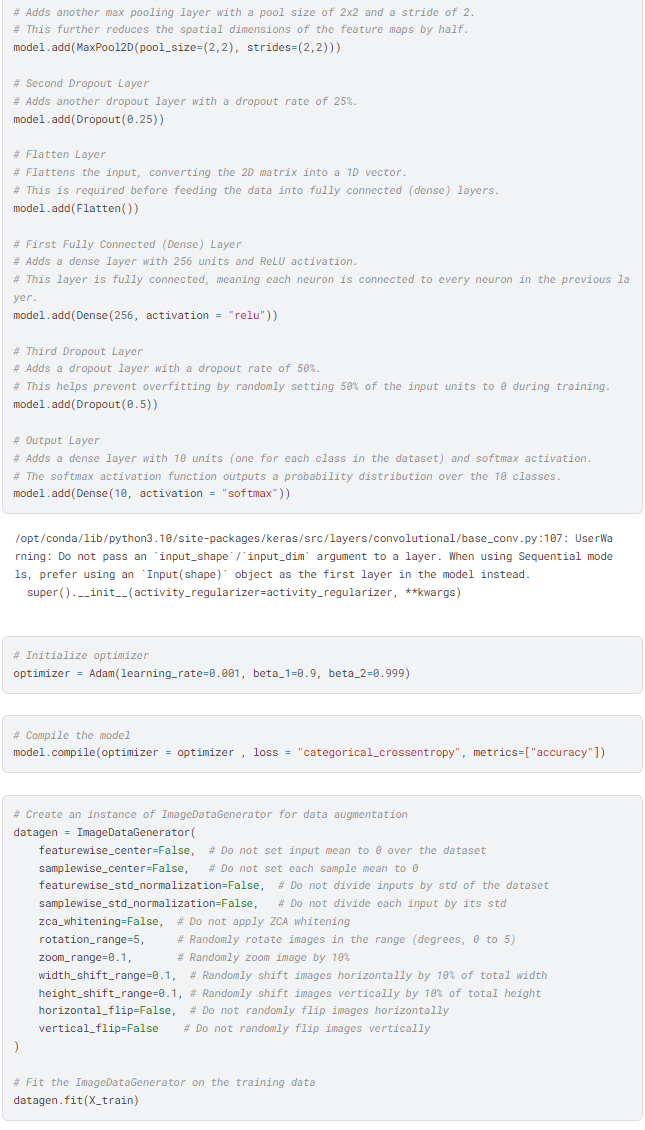 # Adds another max pooling layer with a pool size of 2x2 and a stride of 2.
# This further reduces the spatial dimensions of the feature maps by half.
model.add(MaxPool2D(pool_size=(2,2), strides=(2,2)))
# Second Dropout Layer
# Adds another dropout layer with a dropout rate of 25%.
model.add(Dropout(0.25))
# Flatten Layer
# Flattens the input, converting the 2D matrix into a 1D vector.
# This is required before feeding the data into fully connected (dense) layers.
model.add(Flatten())
# First Fully Connected (Dense) Layer
# Adds a dense layer with 256 units and ReLU activation.
# This layer is fully connected, meaning each neuron is connected to every neuron in the previous la
yer.
model.add(Dense(256, activation = "relu"))
# Third Dropout Layer
# Adds a dropout layer with a dropout rate of 50%.
# This helps prevent overfitting by randomly setting 50% of the input units to 0 during training.
model.add(Dropout(0.5))
# Output Layer
# Adds a dense layer with 10 units (one for each class in the dataset) and softmax activation.
# The softmax activation function outputs a probability distribution over the 10 classes.
model.add(Dense(10, activation = "softmax"))
/opt/conda/lib/python3.10/site-packages/keras/src/layers/convolutional/base_conv.py:107: UserWa
rning: Do not pass an `input_shape`/`input_dim` argument to a layer. When using Sequential mode
ls, prefer using an `Input(shape)` object as the first layer in the model instead.
  super().__init__(activity_regularizer=activity_regularizer, **kwargs)
# Initialize optimizer
optimizer = Adam(learning_rate=0.001, beta_1=0.9, beta_2=0.999)
# Compile the model
model.compile(optimizer = optimizer , loss = "categorical_crossentropy", metrics=["accuracy"])
# Create an instance of ImageDataGenerator for data augmentation
datagen = ImageDataGenerator(
    featurewise_center=False,  # Do not set input mean to 0 over the dataset
    samplewise_center=False,   # Do not set each sample mean to 0
    featurewise_std_normalization=False,  # Do not divide inputs by std of the dataset
    samplewise_std_normalization=False,   # Do not divide each input by its std
    zca_whitening=False,  # Do not apply ZCA whitening
    rotation_range=5,     # Randomly rotate images in the range (degrees, 0 to 5)
    zoom_range=0.1,       # Randomly zoom image by 10%
    width_shift_range=0.1,  # Randomly shift images horizontally by 10% of total width
    height_shift_range=0.1, # Randomly shift images vertically by 10% of total height
    horizontal_flip=False,  # Do not randomly flip images horizontally
    vertical_flip=False    # Do not randomly flip images vertically
)
# Fit the ImageDataGenerator on the training data
datagen.fit(X_train)